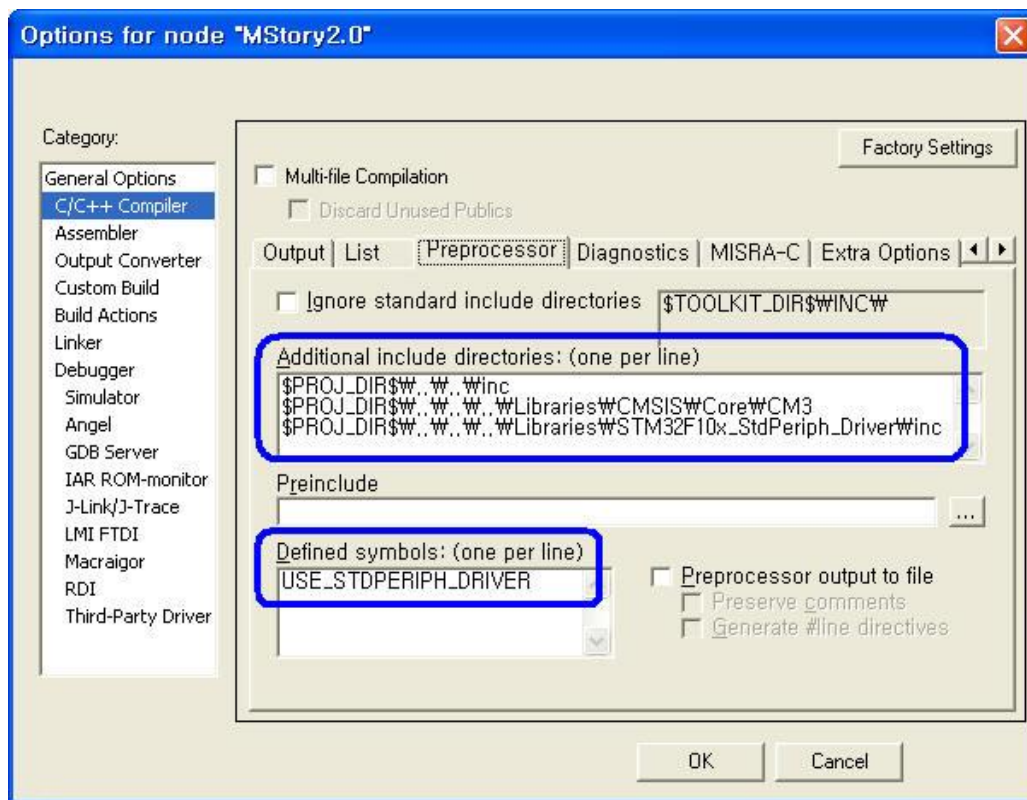 Options for node "MStory2.0"
Category:
General Options
C/C++ Compiler
Assembler
Output Converter
Custom Build
Build Actions
Linker
Debugger
Simulator
Angel
GDB Server
IAR ROM-monitor
J-Link/J-Trace
LMI FTDI
Macraigor
RDI
Third-Party Driver
Factory Settings
Multi-file Compilation
Discard Unused Publics
Output
List
Preprocessor
Diagnostics
MISRA-C
Extra Options
Ignore standard include directories
$TOOLKIT_DIR$₩INC₩
Additional include directories: (one per line)
$PROJ_DIR$₩..₩..₩inc
$PROJ_DIR$₩..₩..₩..₩Libraries₩CMSIS₩Core₩CM3
$PROJ_DIR$₩..₩..₩..₩Libraries₩STM32F10x_StdPeriph_Driver₩inc
Preinclude
...
Defined symbols: (one per line)
USE_STDPERIPH_DRIVER
Preprocessor output to file
Preserve comments
Generate #line directives
OK
Cancel